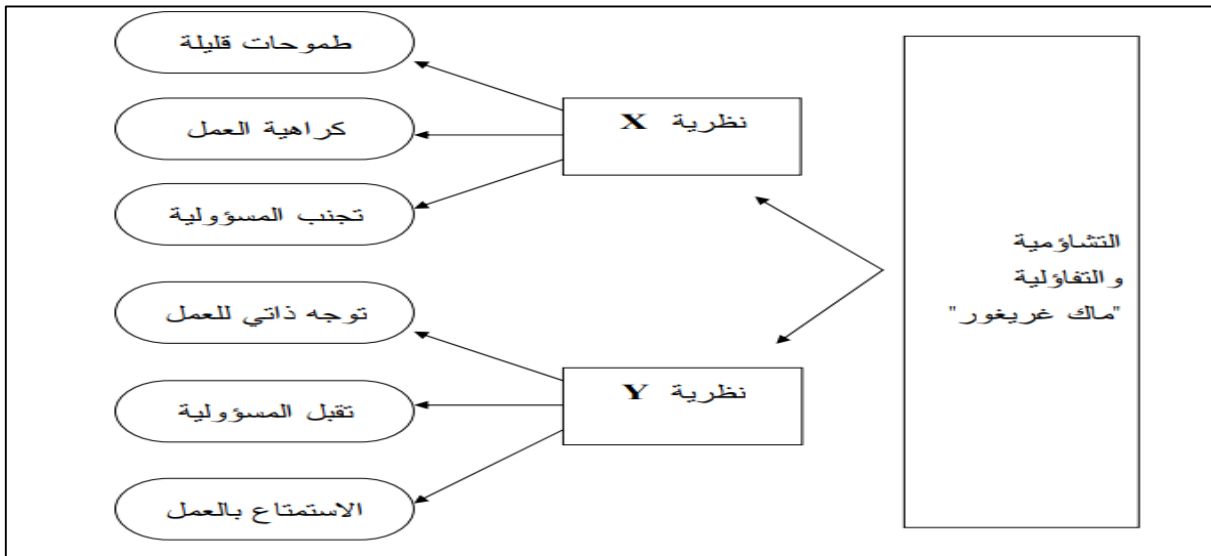 التشاؤمية
والتفاؤلية
"ماك غريغور"
نظرية X
طموحات قليلة
كراهية العمل
تجنب المسؤولية
نظرية Y
توجه ذاتي للعمل
تقبل المسؤولية
الاستمتاع بالعمل